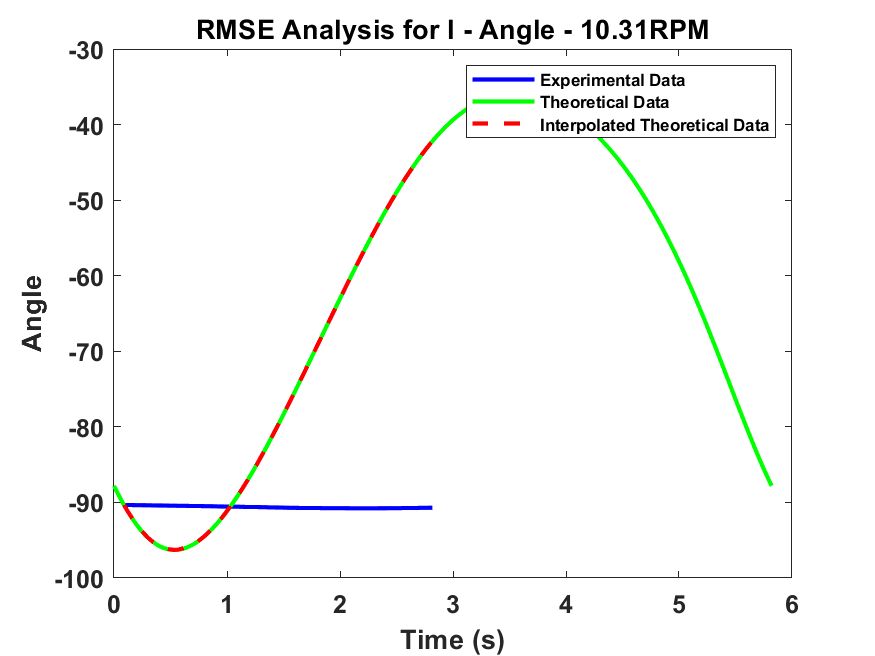 RMSE Analysis for I - Angle - 10.31RPM
-30
Experimental Data
Theoretical Data
Interpolated Theoretical Data
-40
-50
-60
Angle
-70
-80
-90
-100
0 1 2 3 4 5 6
Time (s)